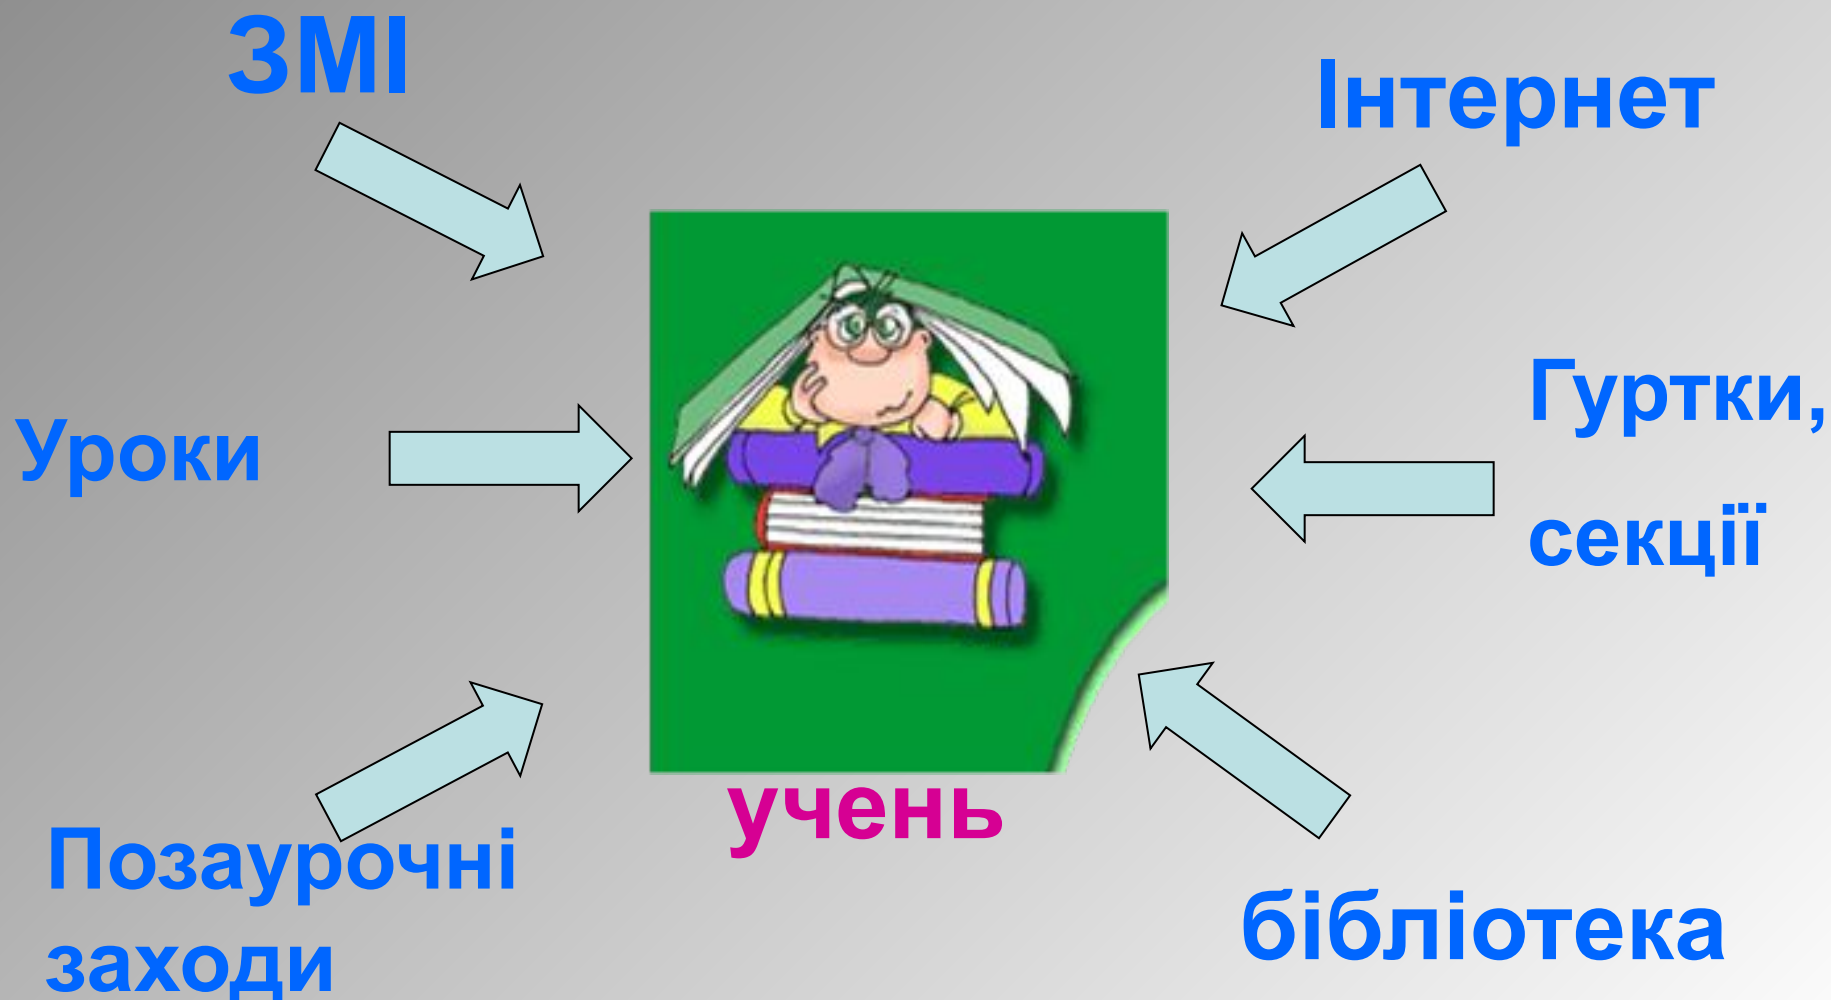 ЗМІ
Інтернет
Уроки
Гуртки,
секції
учень
Позаурочні
заходи
бібліотека